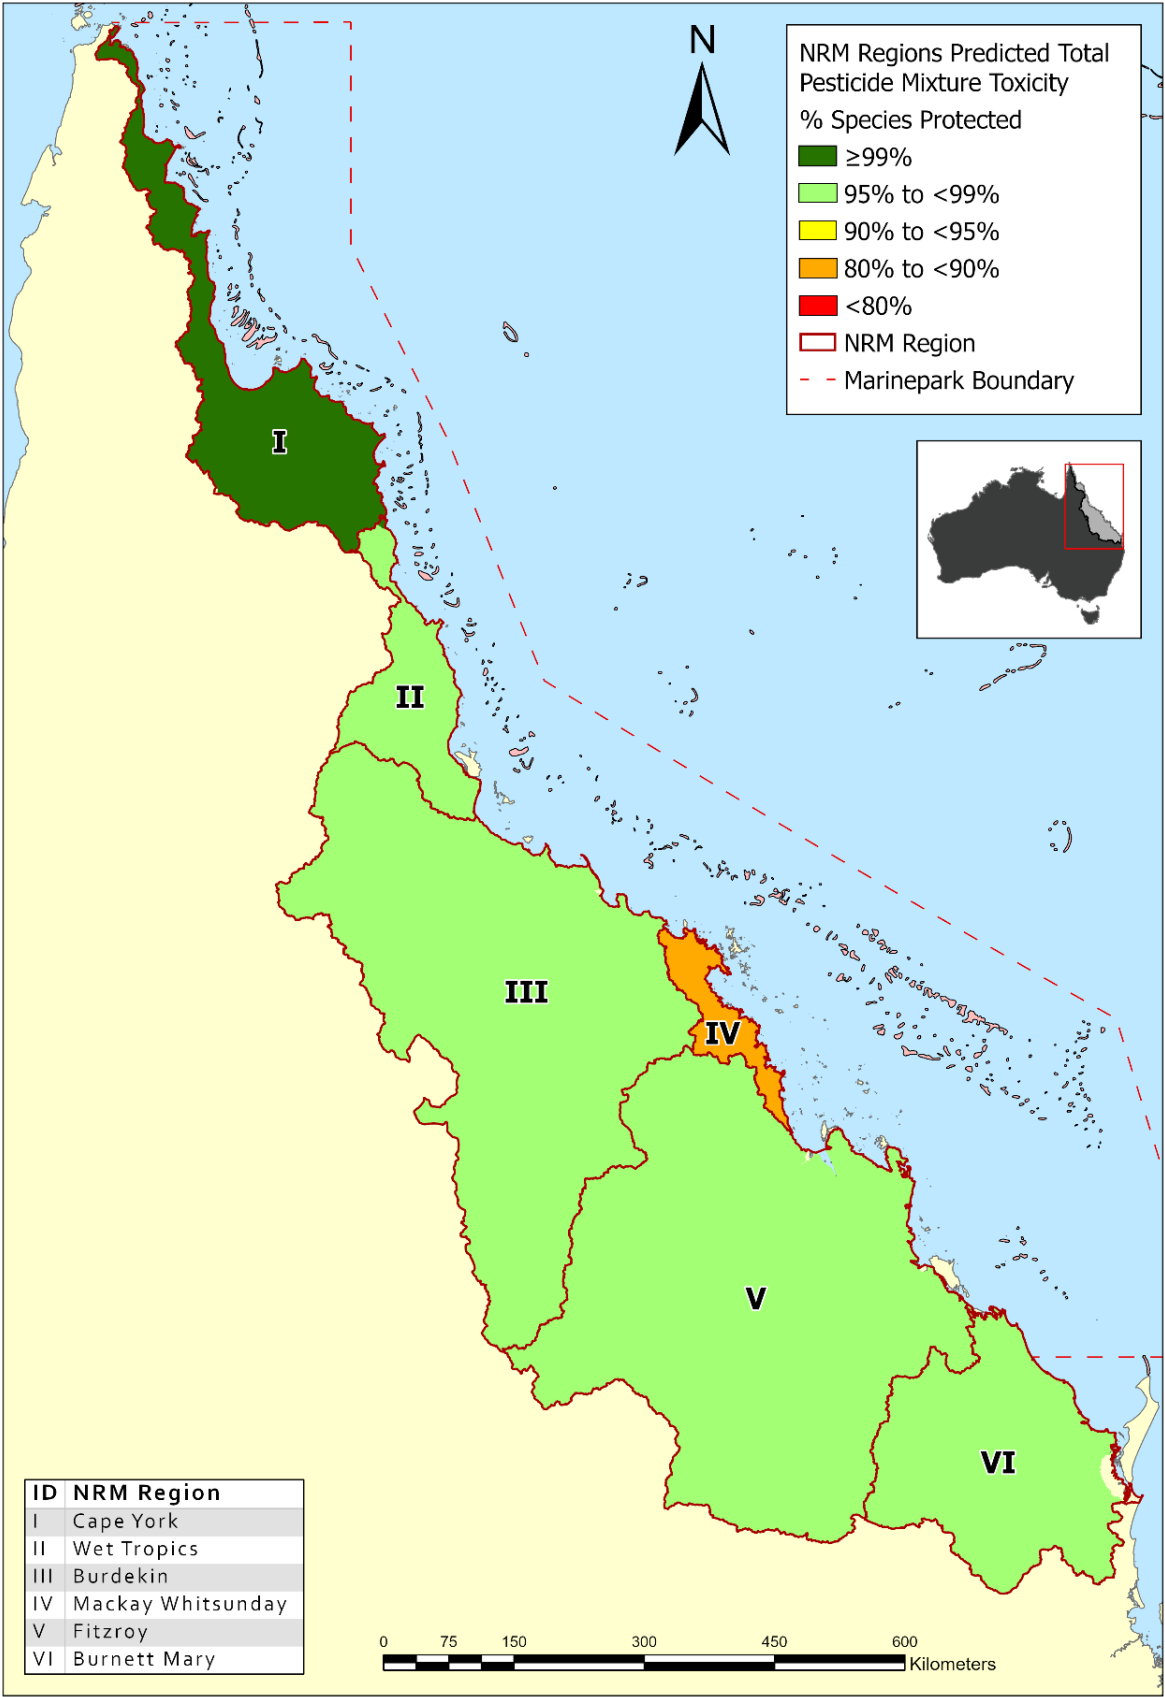 N
NRM Regions Predicted Total
Pesticide Mixture Toxicity
% Species Protected
≥99%
95% to <99%
90% to <95%
80% to <90%
<80%
NRM Region
Marinepark Boundary
I
II
III
IV
V
VI
ID NRM Region
I Cape York
II Wet Tropics
III Burdekin
IV Mackay Whitsunday
V Fitzroy
VI Burnett Mary
0 75 150 300 450 600
Kilometers